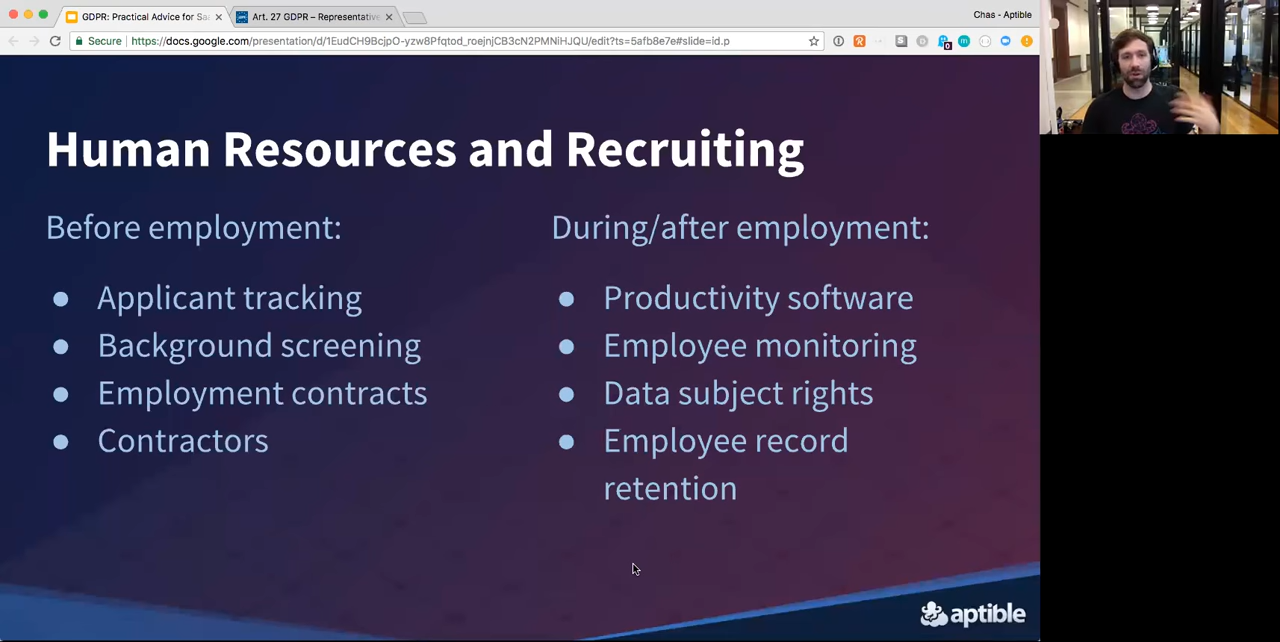 GDPR: Practical Advice for Sa
Art. 27 GDPR – Representative
Chas - Aptible
Secure
https://docs.google.com/presentation/d/1EudCH9BcjpO-yzw8Pfqtod_roejnjCB3cN2PMNiHJQU/edit?ts=5afb8e7e#slide=id.p
Human Resources and Recruiting
Before employment:
● Applicant tracking
● Background screening
● Employment contracts
● Contractors
During/after employment:
● Productivity software
● Employee monitoring
● Data subject rights
● Employee record
retention
aptible